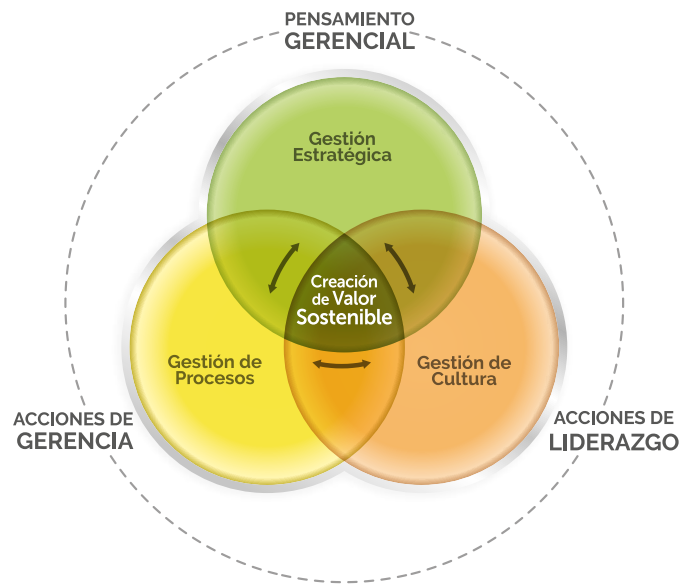 PENSAMIENTO
GERENCIAL
Gestión
Estratégica
Creación
de Valor
Sostenible
Gestión de
Procesos
Gestión de
Cultura
ACCIONES DE
GERENCIA
ACCIONES DE
LIDERAZGO